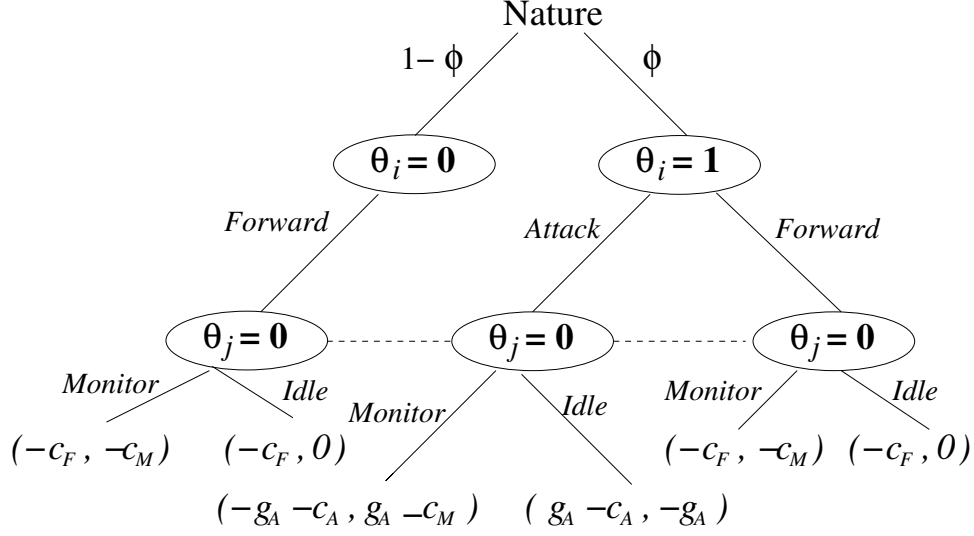 Nature
1− ϕ
ϕ
θi = 0
θi = 1
Forward
Attack
Forward
θj = 0
θj = 0
θj = 0
Monitor
Idle
Monitor
Idle
Monitor
Idle
(−cF , −cM)
(−cF , 0)
(−cF , −cM)
(−cF , 0)
(−gA −cA , gA −cM )
( gA −cA , −gA)